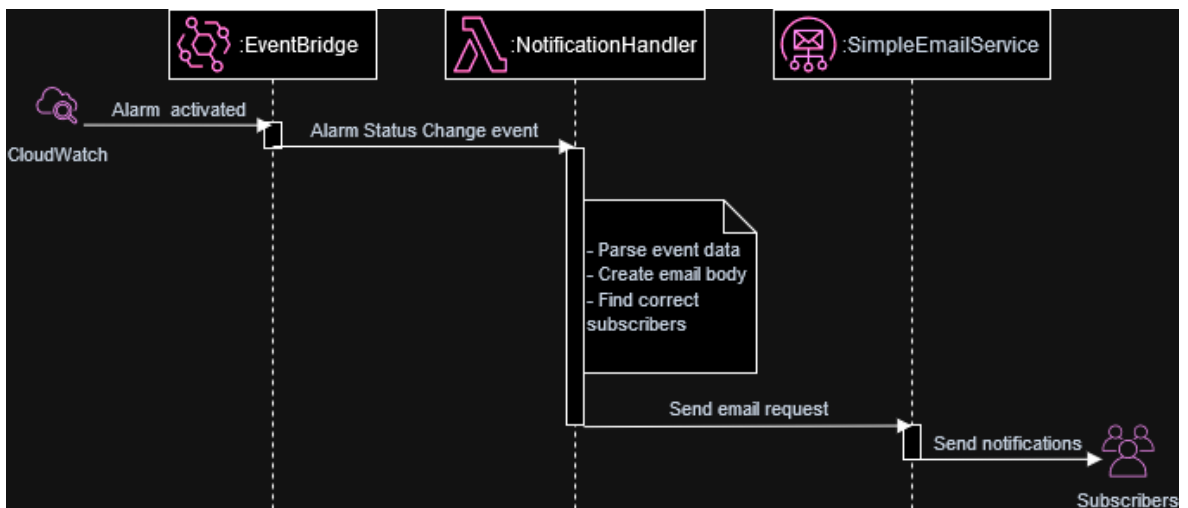 :EventBridge
:NotificationHandler
:SimpleEmailService
Alarm activated
CloudWatch
Alarm Status Change event
- Parse event data
- Create email body
- Find correct
subscribers
Send email request
Send notifications
Subscribers